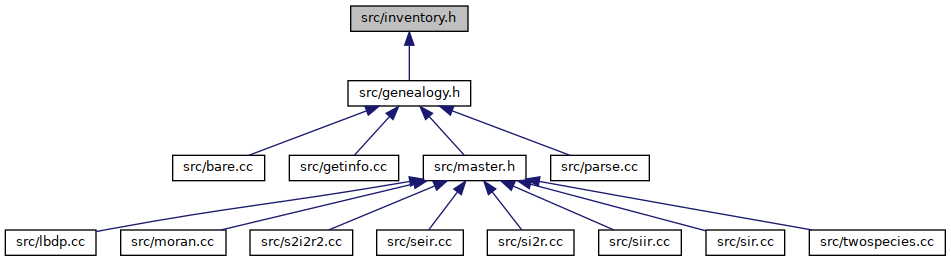 src/inventory.h
src/genealogy.h
src/bare.cc
src/getinfo.cc
src/master.h
src/parse.cc
src/lbdp.cc
src/moran.cc
src/s2i2r2.cc
src/seir.cc
src/si2r.cc
src/siir.cc
src/sir.cc
src/twospecies.cc